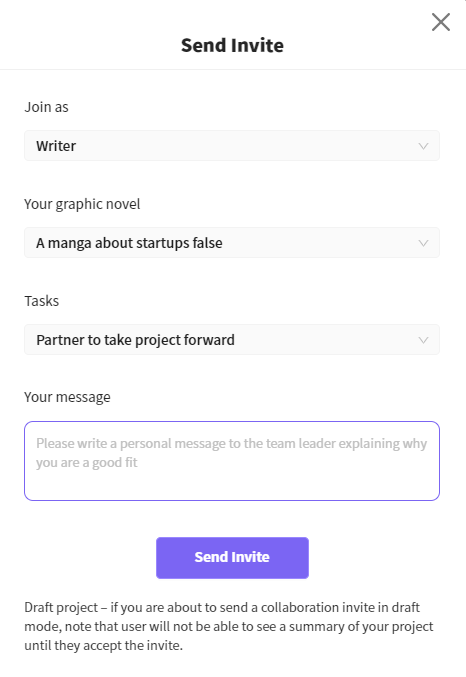 Send Invite
Join as
Writer
Your graphic novel
A manga about startups false
Tasks
Partner to take project forward
Your message
Please write a personal message to the team leader explaining why
you are a good fit
Send Invite
Draft project – if you are about to send a collaboration invite in draft
mode, note that user will not be able to see a summary of your project
until they accept the invite.